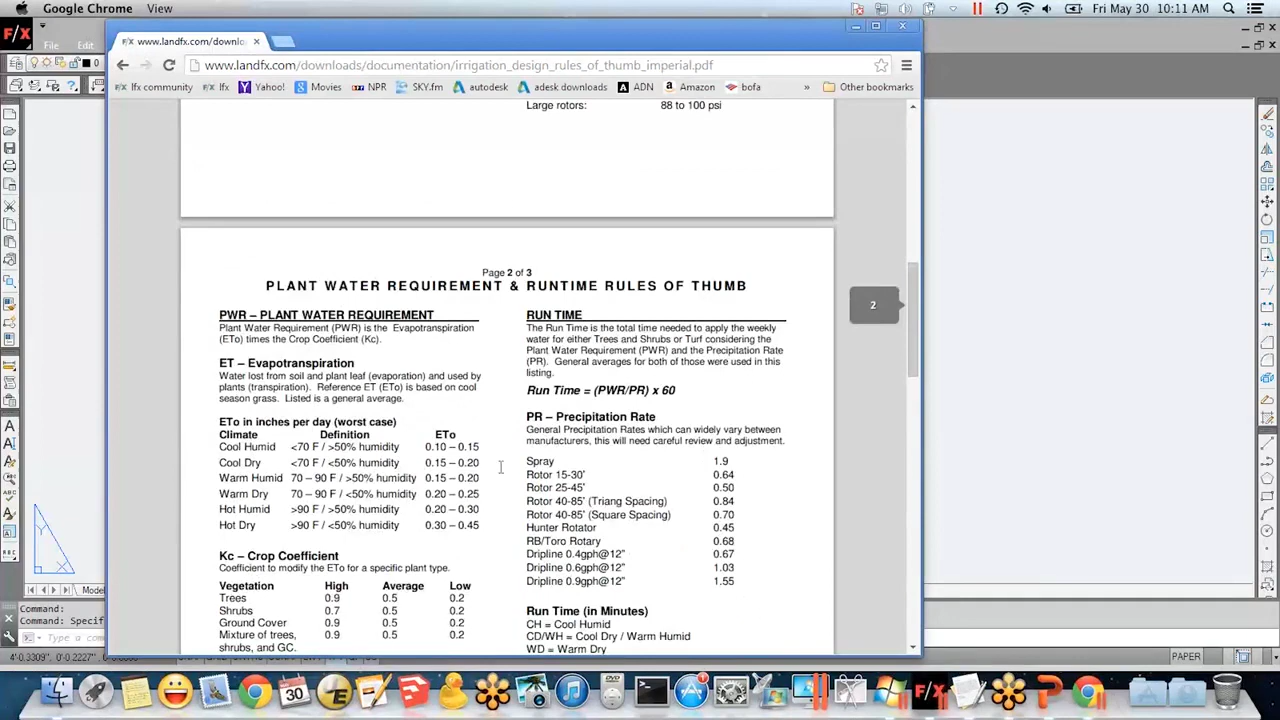 Google Chrome View
Fri May 30 10:11 AM
F/X
File Edit
F/X www.landfx.com/downlo
www.landfx.com/downloads/documentation/irrigation_design_rules_of_thumb_imperial.pdf
lfx community lfx Yahoo! Movies NPR SKY.fm autodesk adesk downloads ADN Amazon bofa » Other bookmarks
0
Large rotors: 88 to 100 psi
Page 2 of 3
PLANT WATER REQUIREMENT & RUNTIME RULES OF THUMB
PWR – PLANT WATER REQUIREMENT
Plant Water Requirement (PWR) is the Evapotranspiration
(ETo) times the Crop Coefficient (Kc).
ET – Evapotranspiration
Water lost from soil and plant leaf (evaporation) and used by
plants (transpiration). Reference ET (ETo) is based on cool
season grass. Listed is a general average.
ETo in inches per day (worst case)
Climate Definition ETo
Cool Humid <70 F / >50% humidity 0.10 – 0.15
Cool Dry <70 F / <50% humidity 0.15 – 0.20
Warm Humid 70 – 90 F / >50% humidity 0.15 – 0.20
Warm Dry 70 – 90 F / <50% humidity 0.20 – 0.25
Hot Humid >90 F / >50% humidity 0.20 – 0.30
Hot Dry >90 F / <50% humidity 0.30 – 0.45
Kc – Crop Coefficient
Coefficient to modify the ETo for a specific plant type.
Vegetation High Average Low
Trees 0.9 0.5 0.2
Shrubs 0.7 0.5 0.2
Ground Cover 0.9 0.5 0.2
Mixture of trees, 0.9 0.5 0.2
shrubs, and GC.
RUN TIME
The Run Time is the total time needed to apply the weekly
water for either Trees and Shrubs or Turf considering the
Plant Water Requirement (PWR) and the Precipitation Rate
(PR). General averages for both of those were used in this
listing.
Run Time = (PWR/PR) x 60
PR – Precipitation Rate
General Precipitation Rates which can widely vary between
manufacturers, this will need careful review and adjustment.
Spray 1.9
Rotor 15-30' 0.64
Rotor 25-45' 0.50
Rotor 40-85' (Triang Spacing) 0.84
Rotor 40-85' (Square Spacing) 0.70
Hunter Rotator 0.45
RB/Toro Rotary 0.68
Dripline 0.4gph@12" 0.67
Dripline 0.6gph@12" 1.03
Dripline 0.9gph@12" 1.55
Run Time (in Minutes)
CH = Cool Humid
CD/WH = Cool Dry / Warm Humid
WD = Warm Dry
2
Y
X
Model
Command:
Command: Specif
Type a comm
4'-0.3309", 0'-0.2227"
PAPER
30
F/X